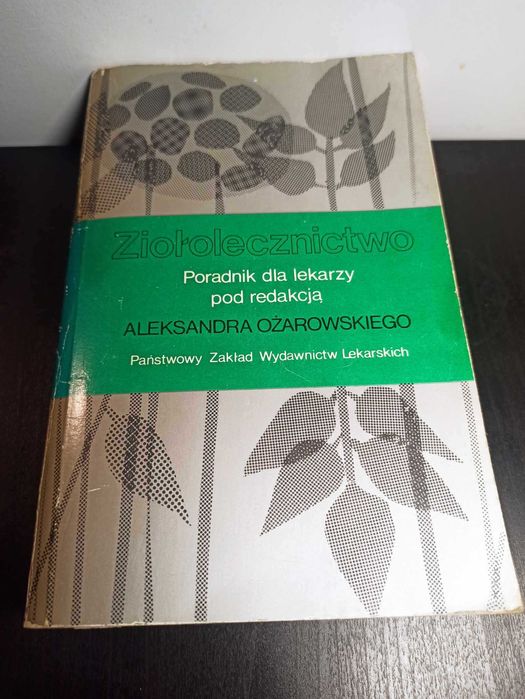 Ziołolecznictwo
Poradnik dla lekarzy
pod redakcją
ALEKSANDRA OŻAROWSKIEGO
Państwowy Zakład Wydawnictw Lekarskich